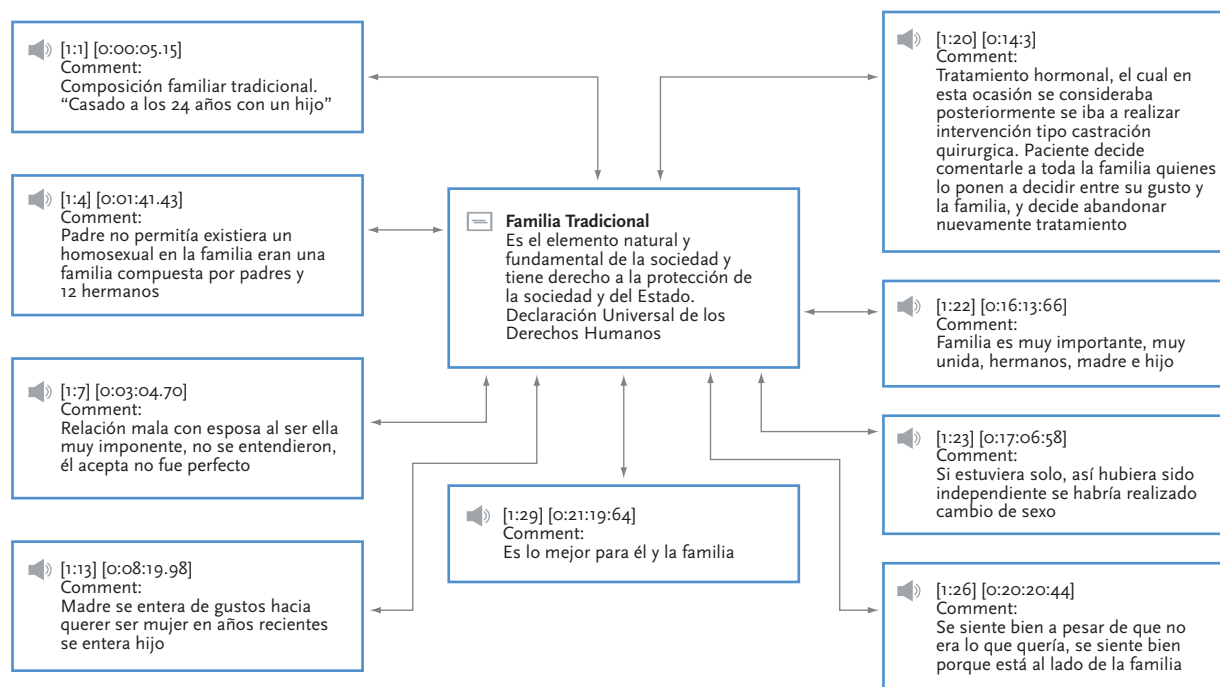 [1:1] [0:00:05.15]
Comment:
Composición familiar tradicional.
“Casado a los 24 años con un hijo”
[1:4] [0:01:41.43]
Comment:
Padre no permitía existiera un
homosexual en la familia eran una
familia compuesta por padres y
12 hermanos
[1:7] [0:03:04.70]
Comment:
Relación mala con esposa al ser ella
muy imponente, no se entendieron,
él acepta no fue perfecto
[1:13] [0:08:19.98]
Comment:
Madre se entera de gustos hacia
querer ser mujer en años recientes
se entera hijo
Familia Tradicional
Es el elemento natural y
fundamental de la sociedad y
tiene derecho a la protección de
la sociedad y del Estado.
Declaración Universal de los
Derechos Humanos
[1:29] [0:21:19:64]
Comment:
Es lo mejor para él y la familia
[1:20] [0:14:3]
Comment:
Tratamiento hormonal, el cual en
esta ocasión se consideraba
posteriormente se iba a realizar
intervención tipo castración
quirurgica. Paciente decide
comentarle a toda la familia quienes
lo ponen a decidir entre su gusto y
la familia, y decide abandonar
nuevamente tratamiento
[1:22] [0:16:13:66]
Comment:
Familia es muy importante, muy
unida, hermanos, madre e hijo
[1:23] [0:17:06:58]
Comment:
Si estuviera solo, así hubiera sido
independiente se habría realizado
cambio de sexo
[1:26] [0:20:20:44]
Comment:
Se siente bien a pesar de que no
era lo que quería, se siente bien
porque está al lado de la familia